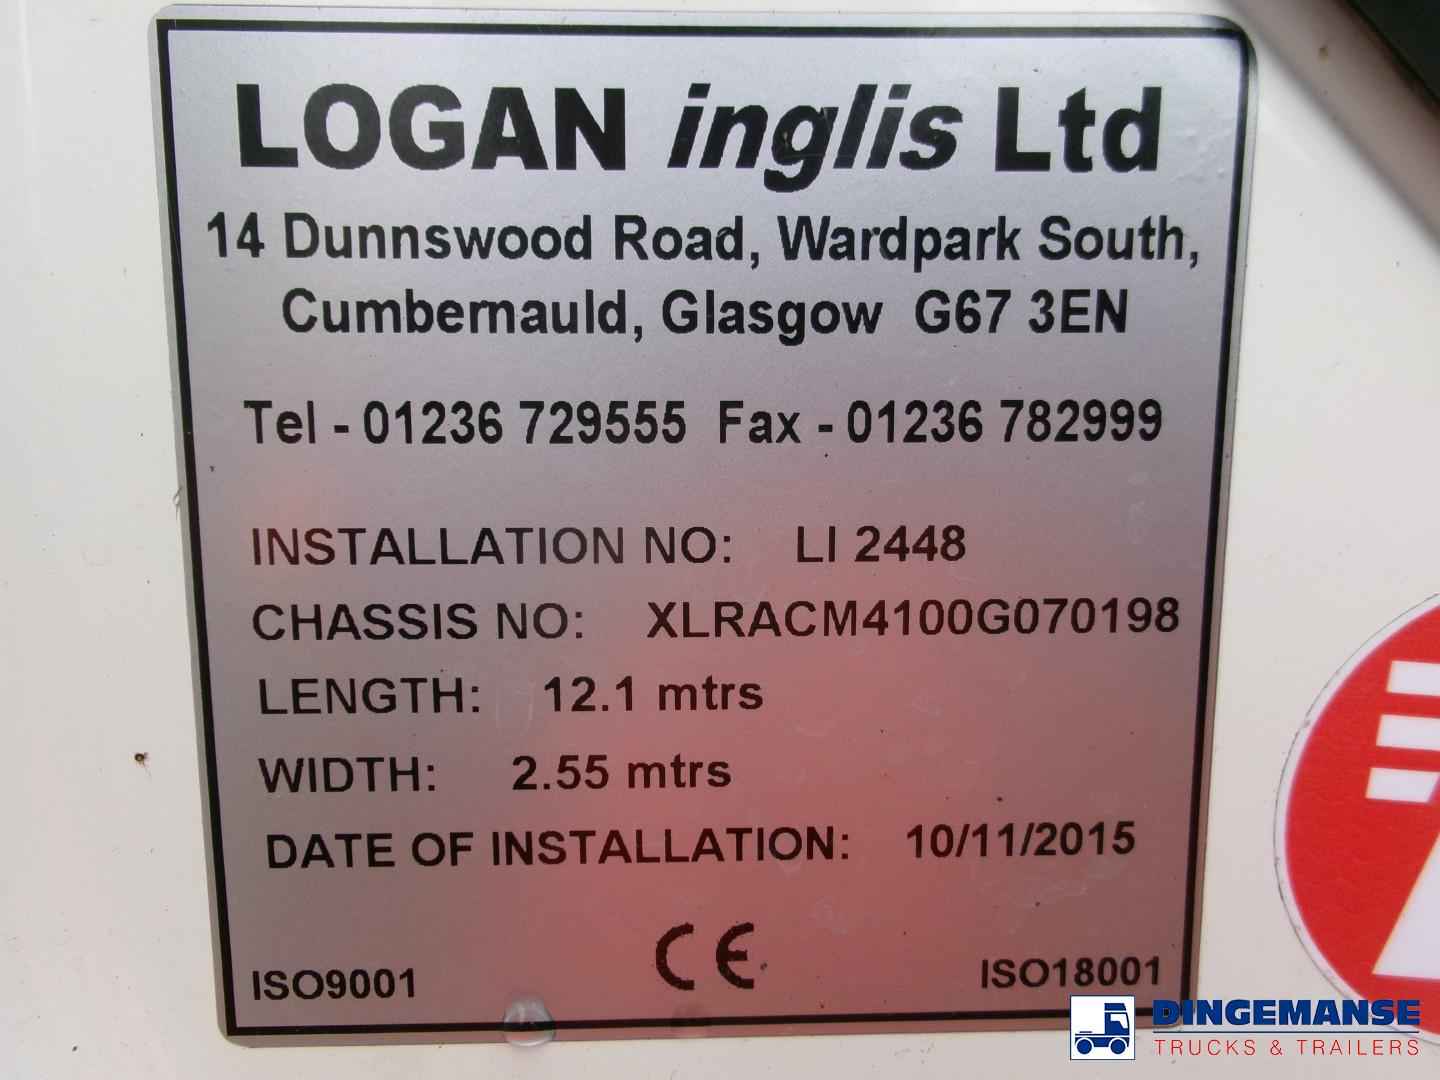 LOGAN inglis Ltd
14 Dunnswood Road, Wardpark South,
Cumbernauld, Glasgow G67 3EN
Tel - 01236 729555 Fax - 01236 782999
INSTALLATION NO: LI 2448
CHASSIS NO: XLRACM4100G070198
LENGTH: 12.1 mtrs
WIDTH: 2.55 mtrs
DATE OF INSTALLATION: 10/11/2015
CE
ISO9001 ISO18001
DINGEMANSE
TRUCKS & TRAILERS